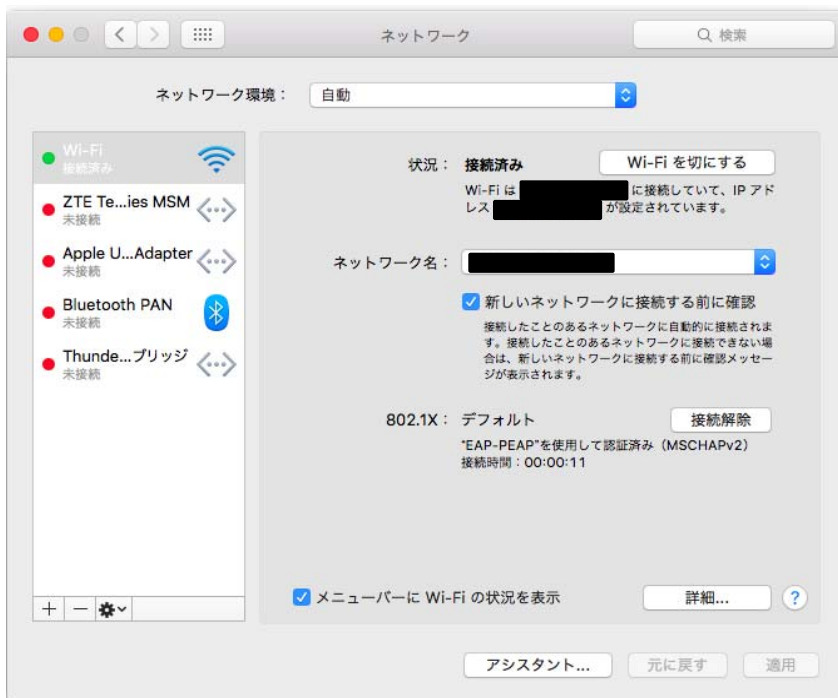 ネットワーク
検索
ネットワーク環境：
自動
Wi-Fi
接続済み
ZTE Te...ies MSM
未接続
Apple U...Adapter
未接続
Bluetooth PAN
未接続
Thunde...ブリッジ
未接続
状況：
接続済み
Wi-Fi を切にする
Wi-Fi は に接続していて、IP アド
レス が設定されています。
ネットワーク名：
新しいネットワークに接続する前に確認
接続したことのあるネットワークに自動的に接続されま
す。接続したことのあるネットワークに接続できない場
合は、新しいネットワークに接続する前に確認メッセー
ジが表示されます。
802.1X：
デフォルト
接続解除
“EAP-PEAP”を使用して認証済み（MSCHAPv2）
接続時間：00:00:11
メニューバーに Wi-Fi の状況を表示
詳細...
?
アシスタント...
元に戻す
適用